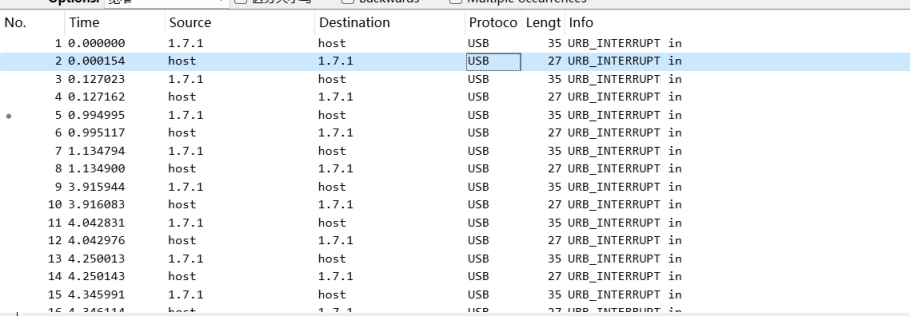 No. Time Source Destination Protoco Lengt Info
1 0.000000 1.7.1 host USB 35 URB_INTERRUPT in
2 0.000154 host 1.7.1 USB 27 URB_INTERRUPT in
3 0.127023 1.7.1 host USB 35 URB_INTERRUPT in
4 0.127162 host 1.7.1 USB 27 URB_INTERRUPT in
5 0.994995 1.7.1 host USB 35 URB_INTERRUPT in
6 0.995117 host 1.7.1 USB 27 URB_INTERRUPT in
7 1.134794 1.7.1 host USB 35 URB_INTERRUPT in
8 1.134900 host 1.7.1 USB 27 URB_INTERRUPT in
9 3.915944 1.7.1 host USB 35 URB_INTERRUPT in
10 3.916083 host 1.7.1 USB 27 URB_INTERRUPT in
11 4.042831 1.7.1 host USB 35 URB_INTERRUPT in
12 4.042976 host 1.7.1 USB 27 URB_INTERRUPT in
13 4.250013 1.7.1 host USB 35 URB_INTERRUPT in
14 4.250143 host 1.7.1 USB 27 URB_INTERRUPT in
15 4.345991 1.7.1 host USB 35 URB_INTERRUPT in
16 4.346114 host 1.7.1 USB 27 URB_INTERRUPT in